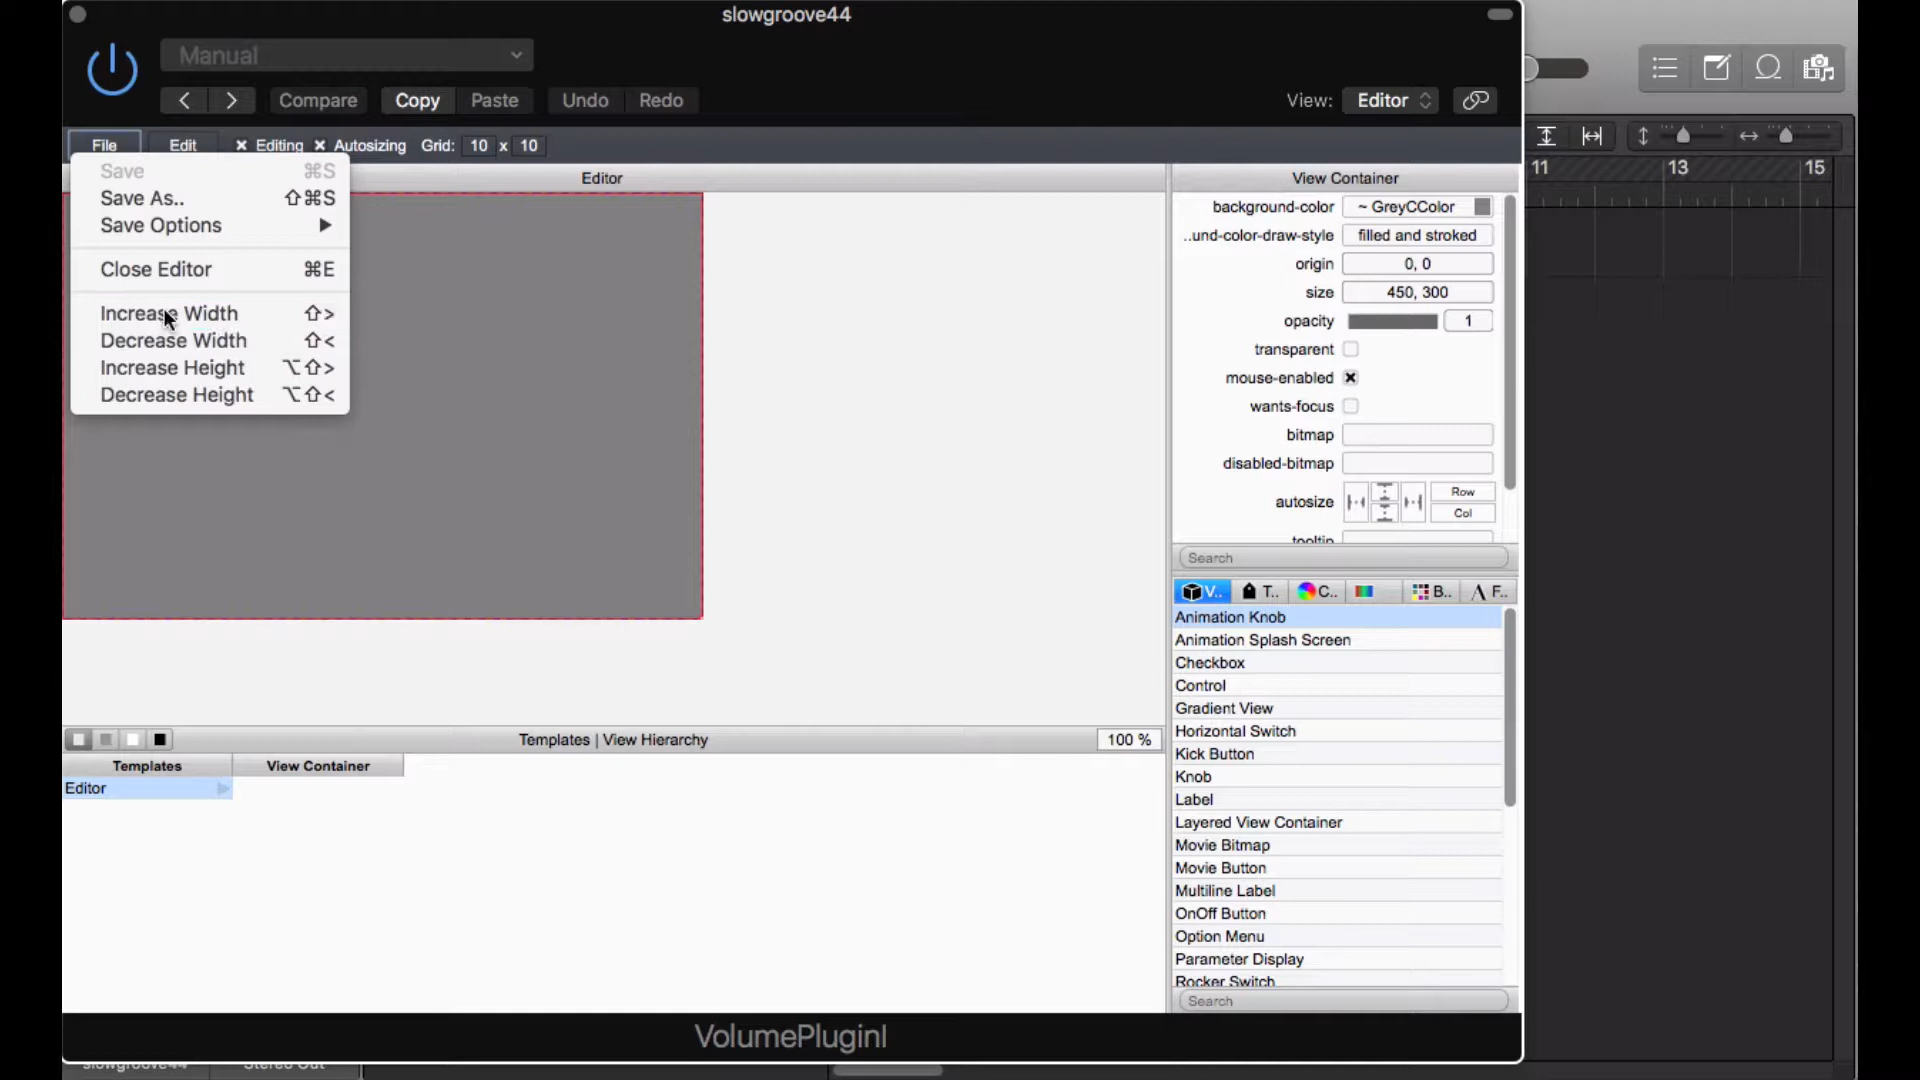 slowgroove44
Manual
Compare Copy Paste Undo Redo View: Editor
File Edit Editing Autosizing Grid: 10 x 10
11 13 15
Save ⌘S
Save As.. ⇧⌘S
Save Options
Close Editor ⌘E
Increase Width ⇧>
Decrease Width ⇧<
Increase Height ⌥⇧>
Decrease Height ⌥⇧<
Editor
View Container
background-color ~ GreyCColor
..und-color-draw-style filled and stroked
origin 0, 0
size 450, 300
opacity 1
transparent
mouse-enabled
wants-focus
bitmap
disabled-bitmap
autosize Row
Col
tooltip
Search
V.. T.. C.. B.. F..
Animation Knob
Animation Splash Screen
Checkbox
Control
Gradient View
Horizontal Switch
Kick Button
Knob
Label
Layered View Container
Movie Bitmap
Movie Button
Multiline Label
OnOff Button
Option Menu
Parameter Display
Rocker Switch
Search
Templates | View Hierarchy 100 %
Templates View Container
Editor
VolumePluginI
slowgroove44 Stereo Out